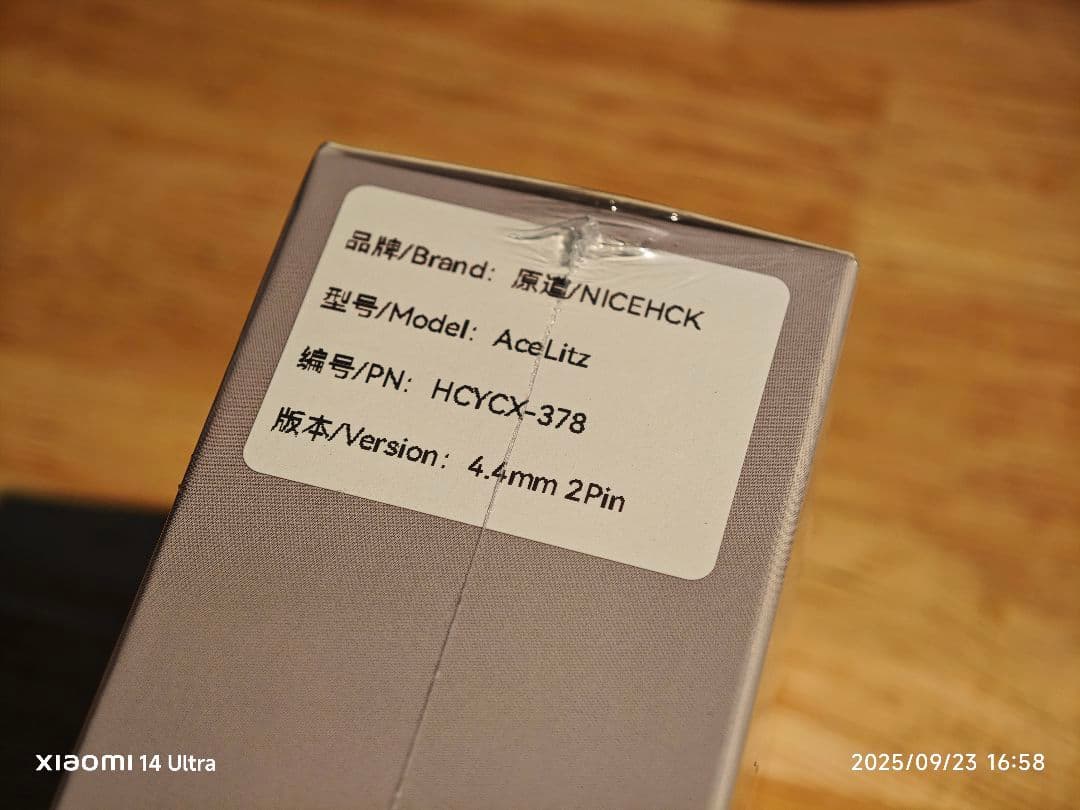 品牌/Brand: 原道/NICEHCK
型号/Model: AceLitz
编号/PN: HCYCX-378
版本/Version: 4.4mm 2Pin
xiaomi 14 Ultra
2025/09/23 16:58